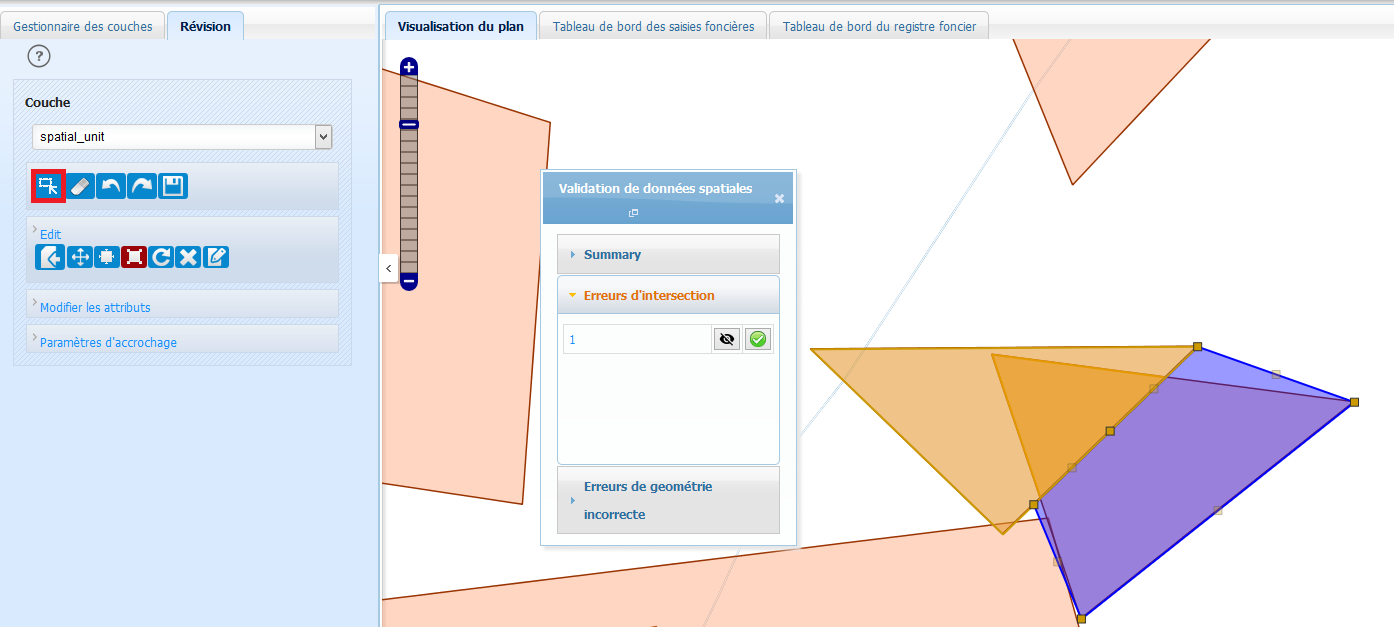 Gestionnaire des couches
Révision
Visualisation du plan
Tableau de bord des saisies foncières
Tableau de bord du registre foncier
?
Couche
spatial_unit
Edit
Modifier les attributs
Paramètres d'accrochage
Validation de données spatiales
Summary
Erreurs d'intersection
1
Erreurs de geométrie
incorrecte